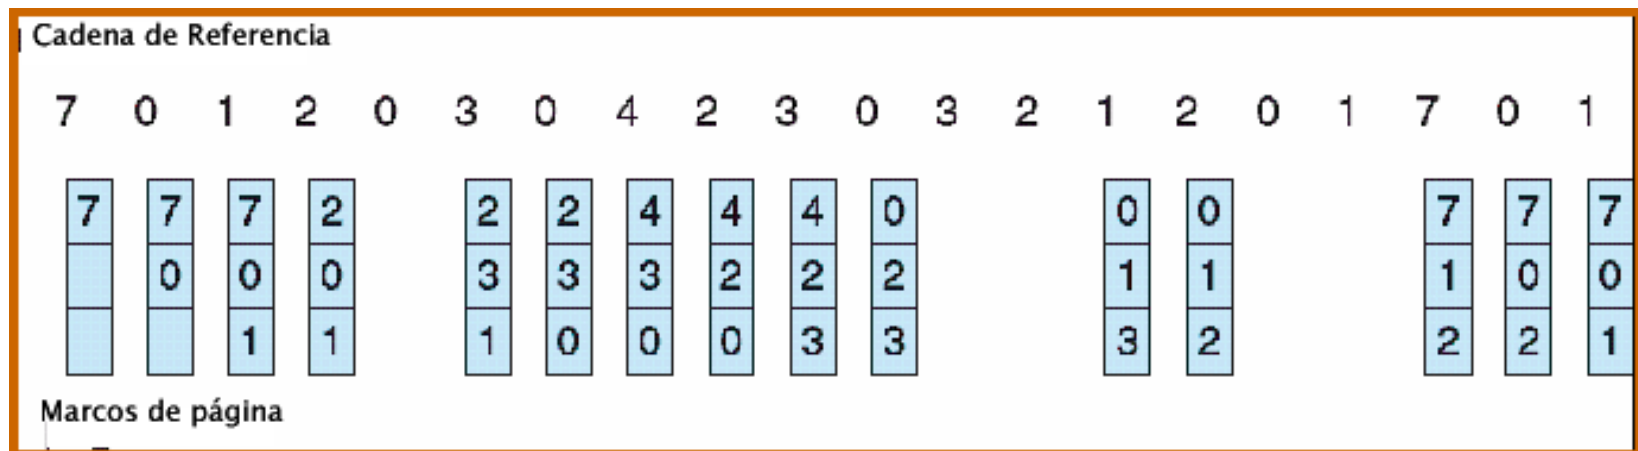 Cadena de Referencia
7 0 1 2 0 3 0 4 2 3 0 3 2 1 2 0 1 7 0 1
7 7 7 2 2 2 4 4 4 0 0 0 7 7 7
0 0 0 3 3 3 2 2 2 1 1 1 0 0
1 1 1 0 0 0 3 3 3 2 2 2 1
Marcos de página